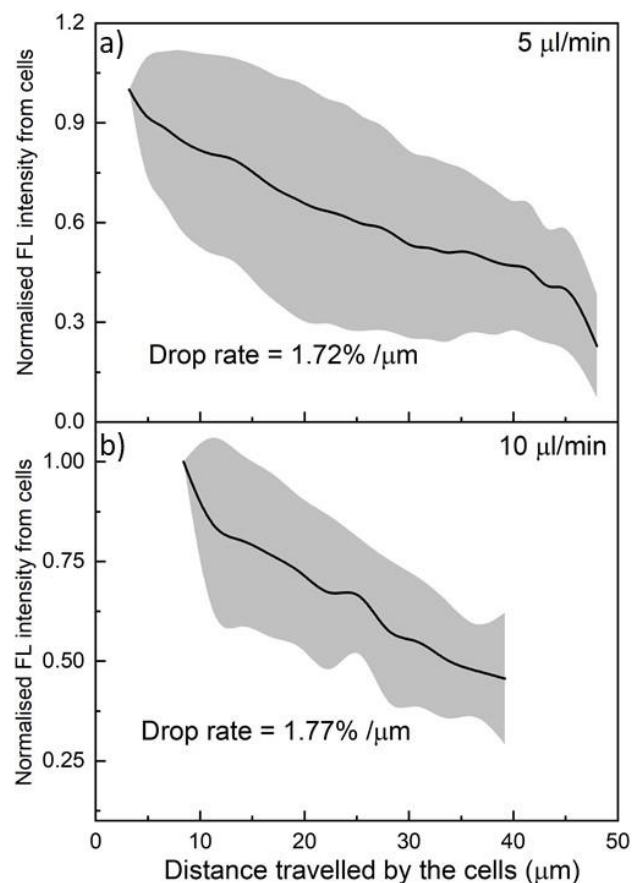 a)
5 μl/min
1.2
0.9
0.6
0.3
0.0
Normalised FL intensity from cells
Drop rate = 1.72% /μm
b)
10 μl/min
1.00
0.75
0.50
0.25
Normalised FL intensity from cells
Drop rate = 1.77% /μm
0 10 20 30 40 50
Distance travelled by the cells (μm)